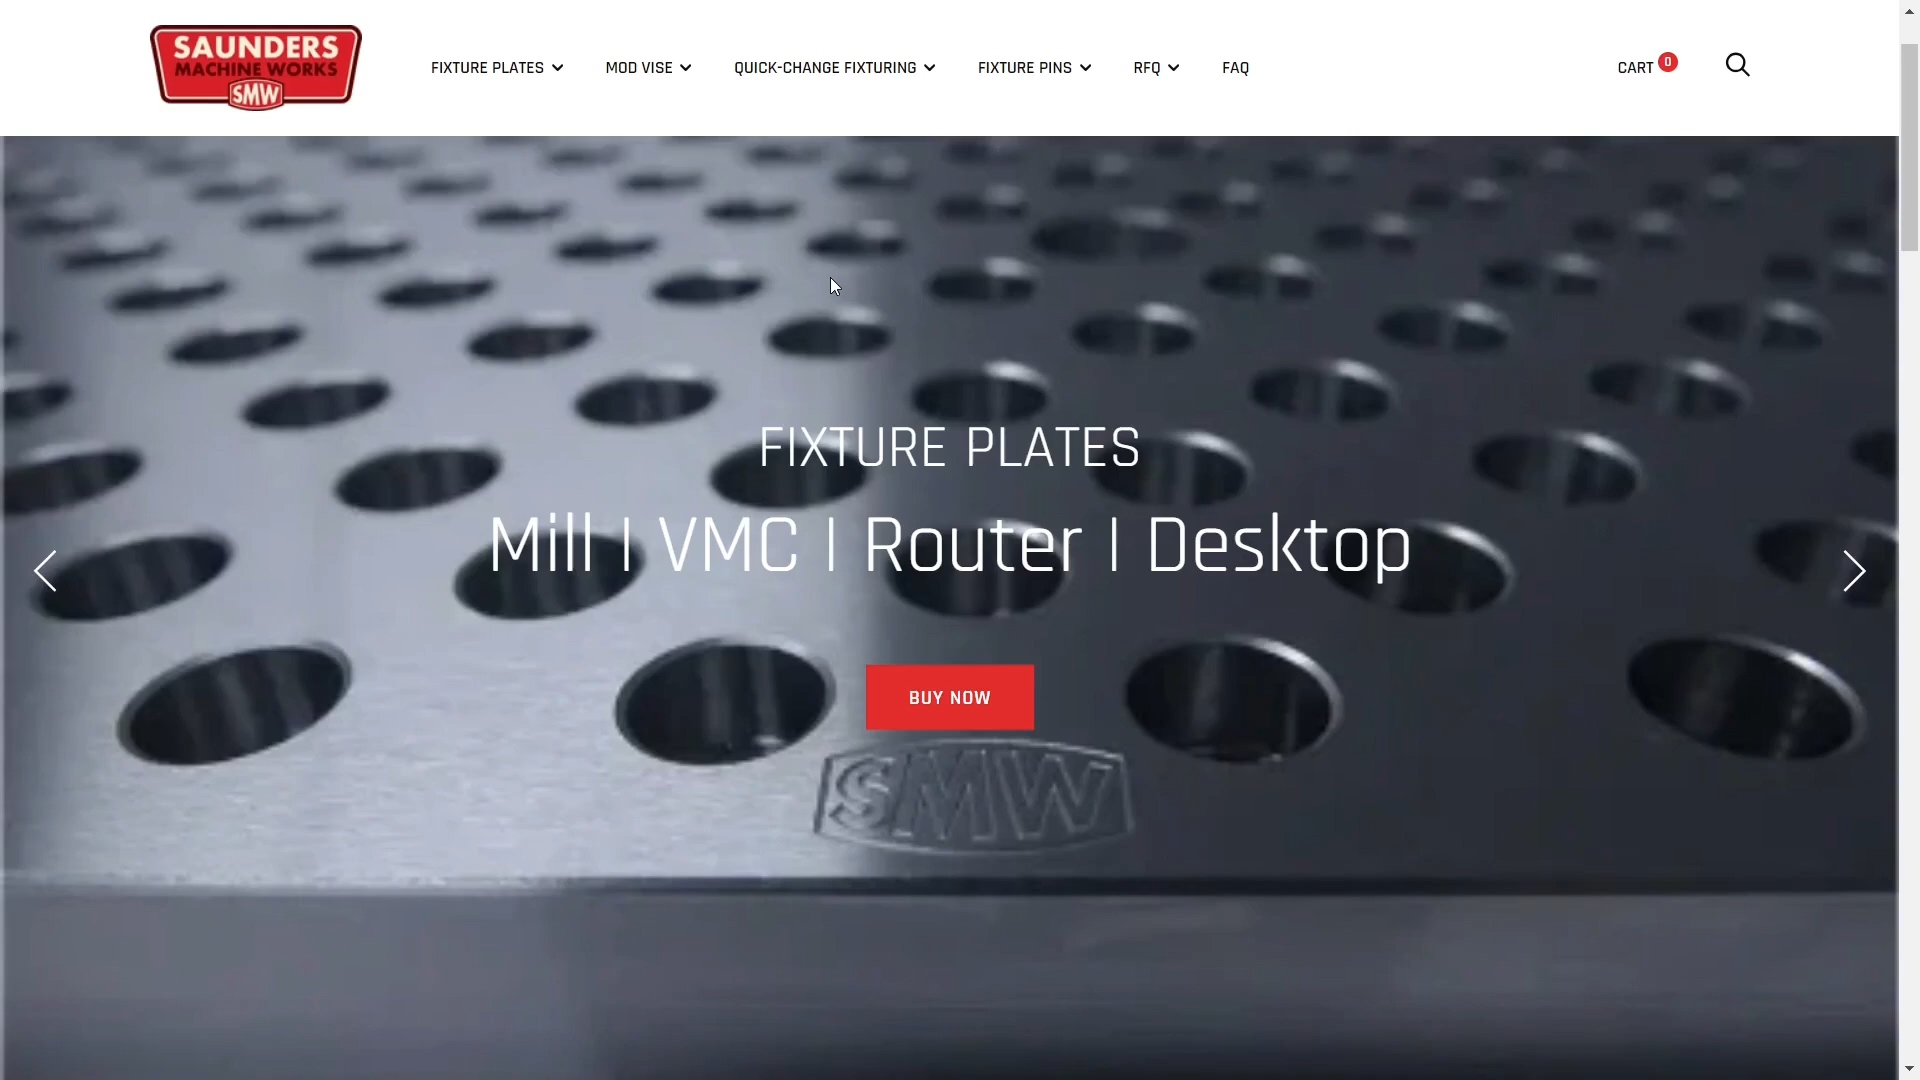 SAUNDERS
MACHINE WORKS
SMW
FIXTURE PLATES
MOD VISE
QUICK-CHANGE FIXTURING
FIXTURE PINS
RFQ
FAQ
CART 0
FIXTURE PLATES
Mill | VMC | Router | Desktop
BUY NOW
SMW